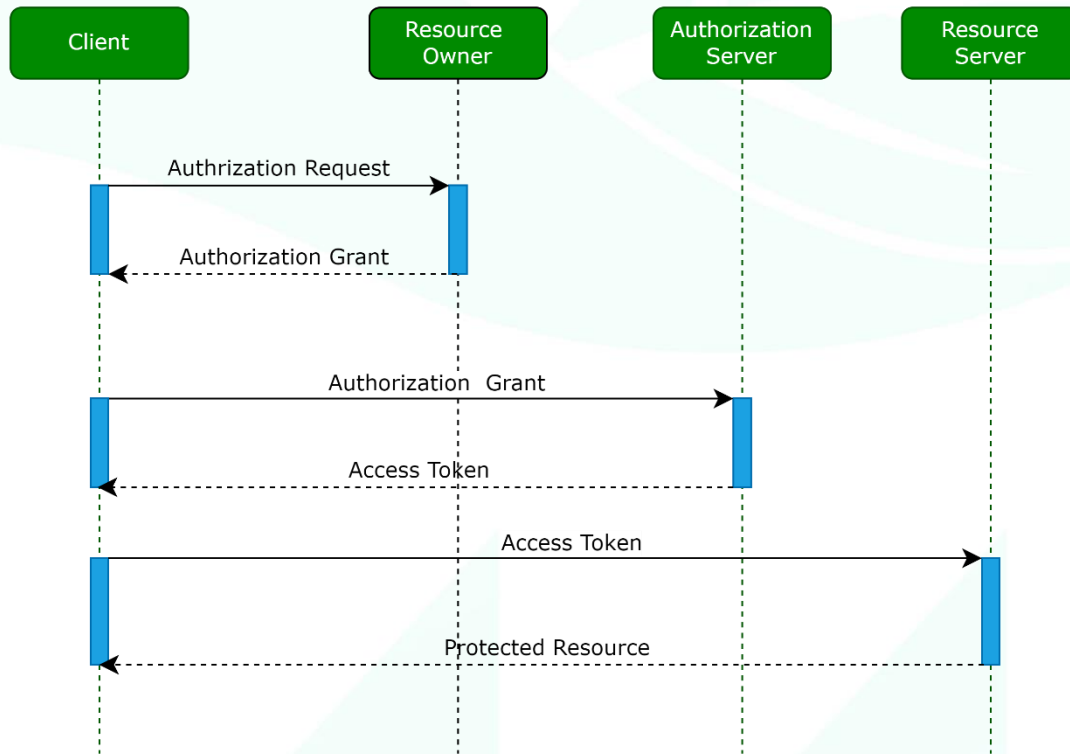 Client
Resource
Owner
Authorization
Server
Resource
Server
Authrization Request
Authorization Grant
Authorization  Grant
Access Token
Access Token
Protected Resource